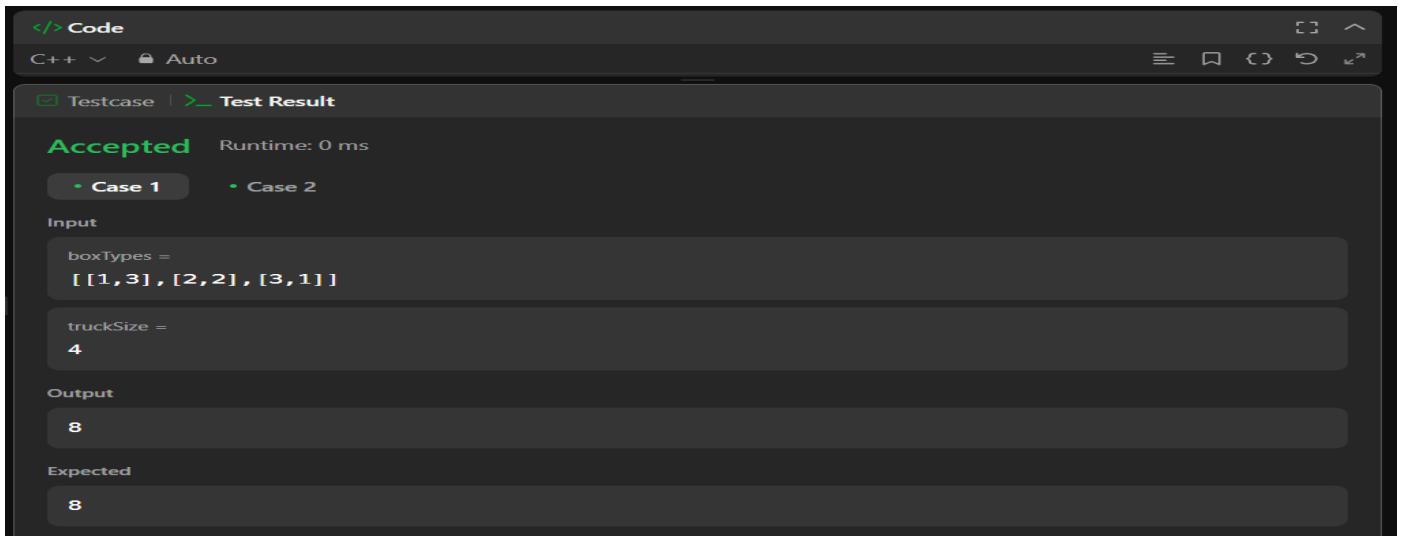 </> Code
C++ Auto
Testcase Test Result
Accepted Runtime: 0 ms
Case 1 Case 2
Input
boxTypes =
[[1,3],[2,2],[3,1]]
truckSize =
4
Output
8
Expected
8